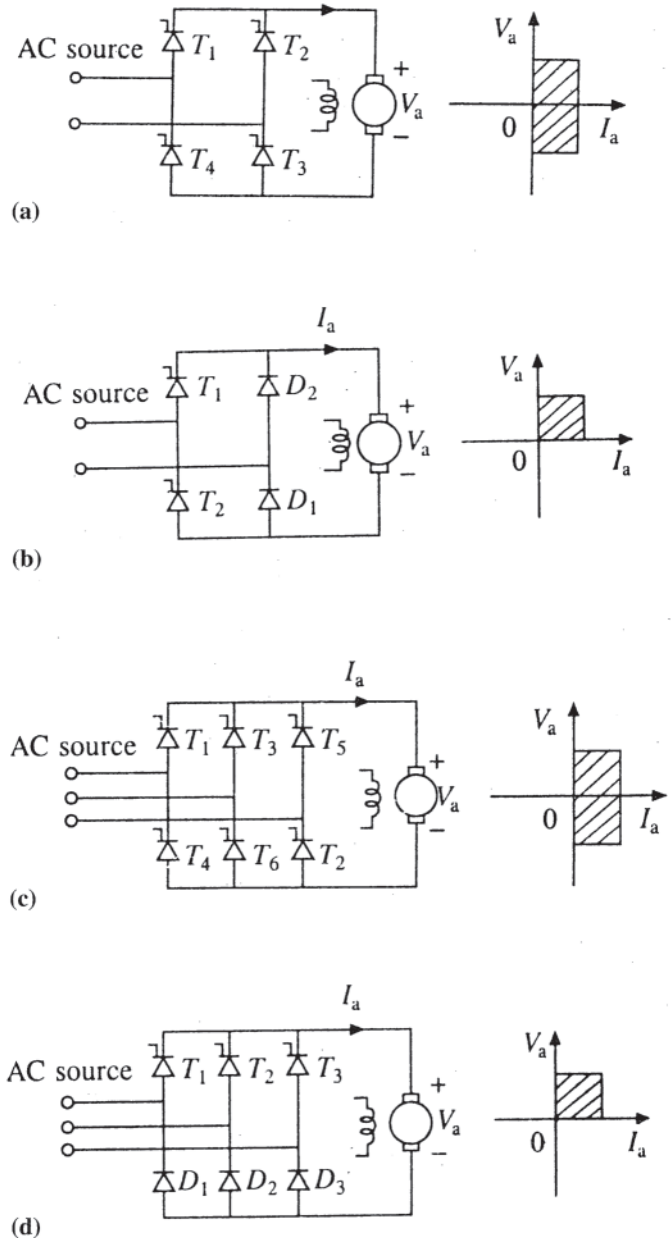 AC source
T1
T2
T4
T3
+
Va
−
Va
0
Ia
(a)
Ia
AC source
T1
D2
T2
D1
+
Va
−
Va
0
Ia
(b)
Ia
AC source
T1
T3
T5
T4
T6
T2
+
Va
−
Va
0
Ia
(c)
Ia
AC source
T1
T2
T3
D1
D2
D3
+
Va
−
Va
0
Ia
(d)